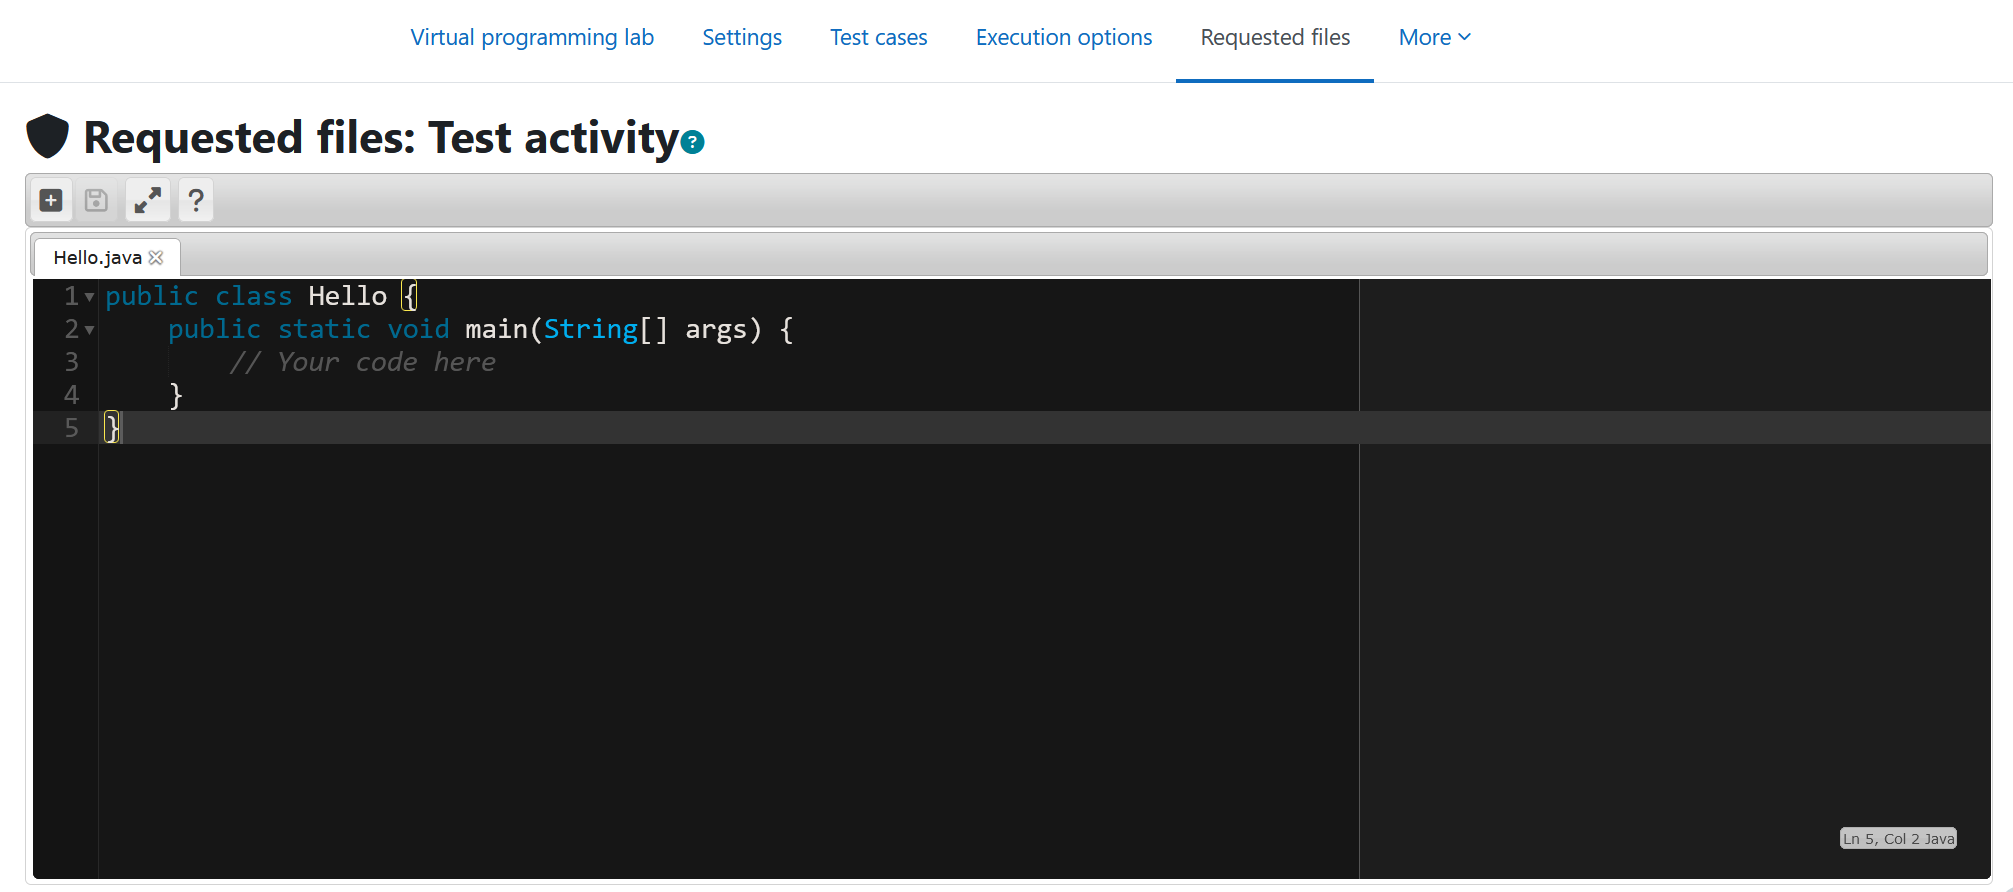 Virtual programming lab Settings Test cases Execution options Requested files More
Requested files: Test activity?
?
Hello.java
1 public class Hello {
2 public static void main(String[] args) {
3 // Your code here
4 }
5 }
Ln 5, Col 2 Java